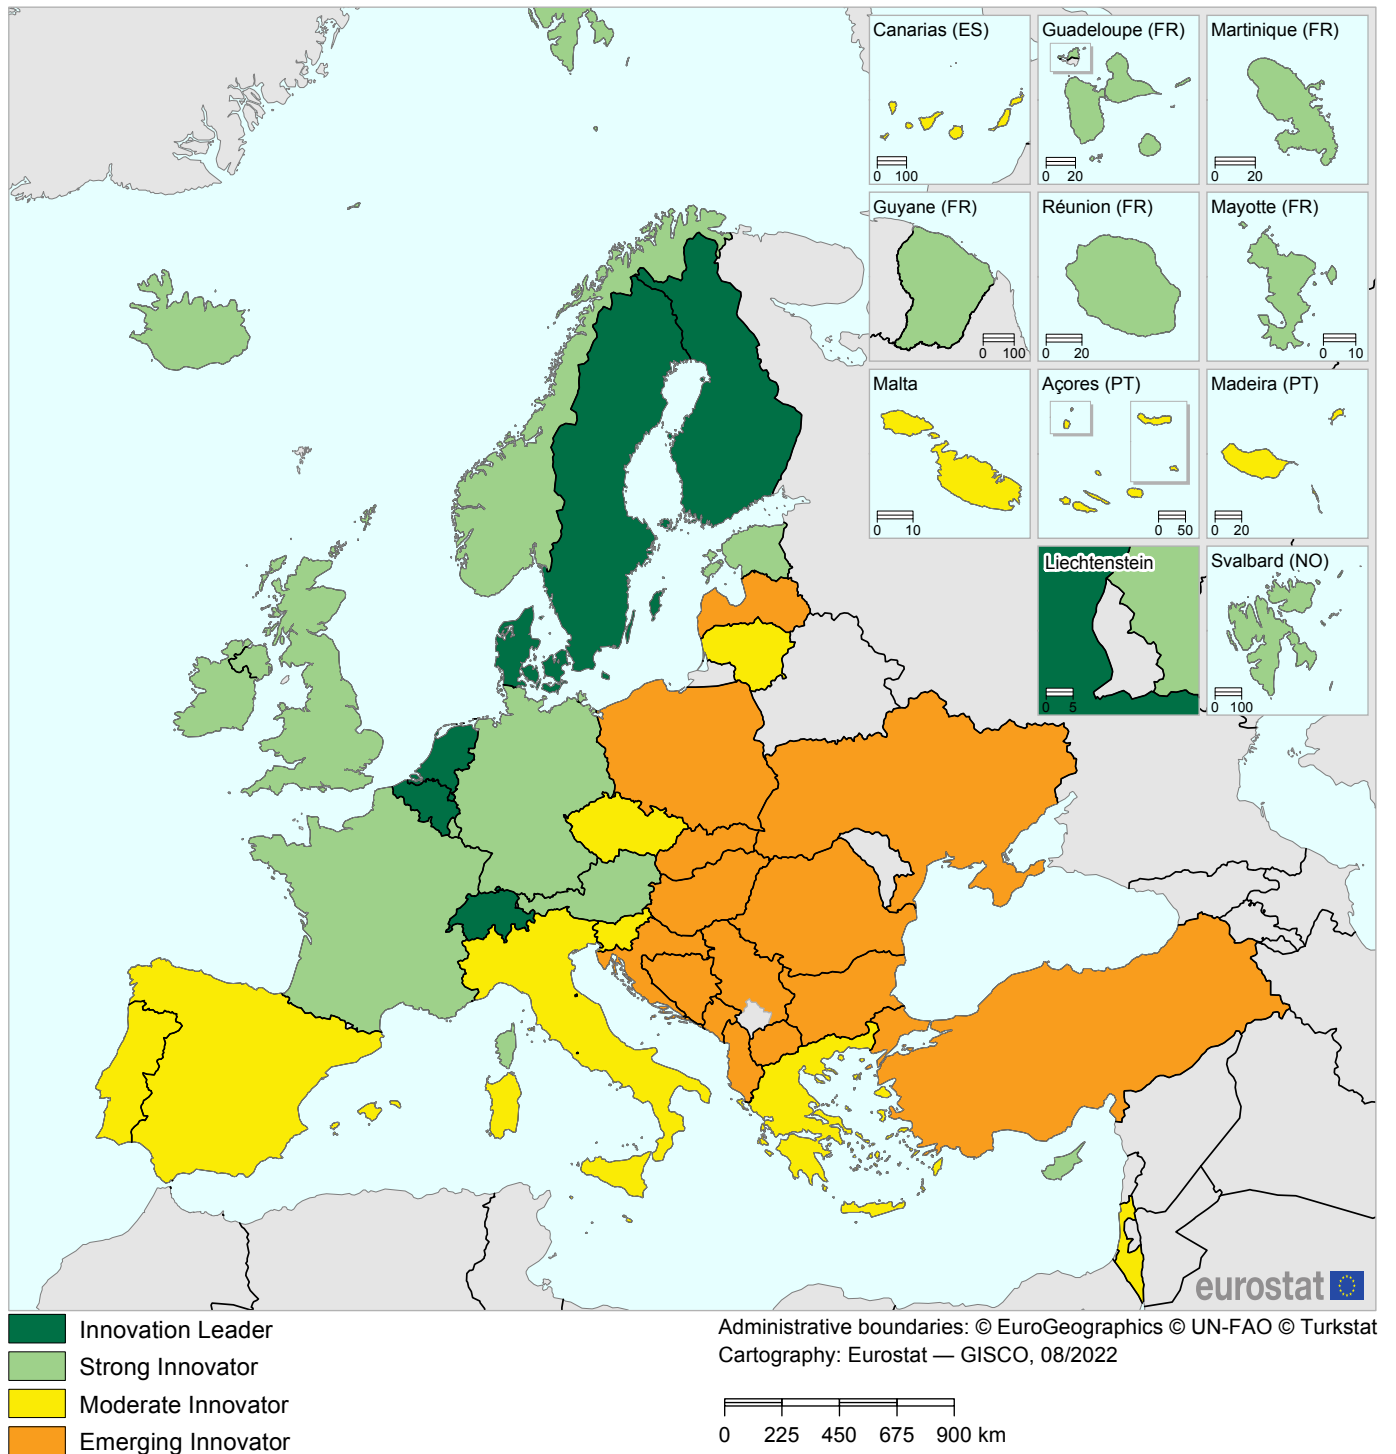 Canarias (ES)
0 100
Guadeloupe (FR)
0 20
Martinique (FR)
0 20
Guyane (FR)
0 100
Réunion (FR)
0 20
Mayotte (FR)
0 10
Malta
0 10
Açores (PT)
0 50
Madeira (PT)
0 20
Liechtenstein
0 5
Svalbard (NO)
0 100
eurostat
Innovation Leader
Strong Innovator
Moderate Innovator
Emerging Innovator
Administrative boundaries: © EuroGeographics © UN-FAO © Turkstat
Cartography: Eurostat — GISCO, 08/2022
0 225 450 675 900 km